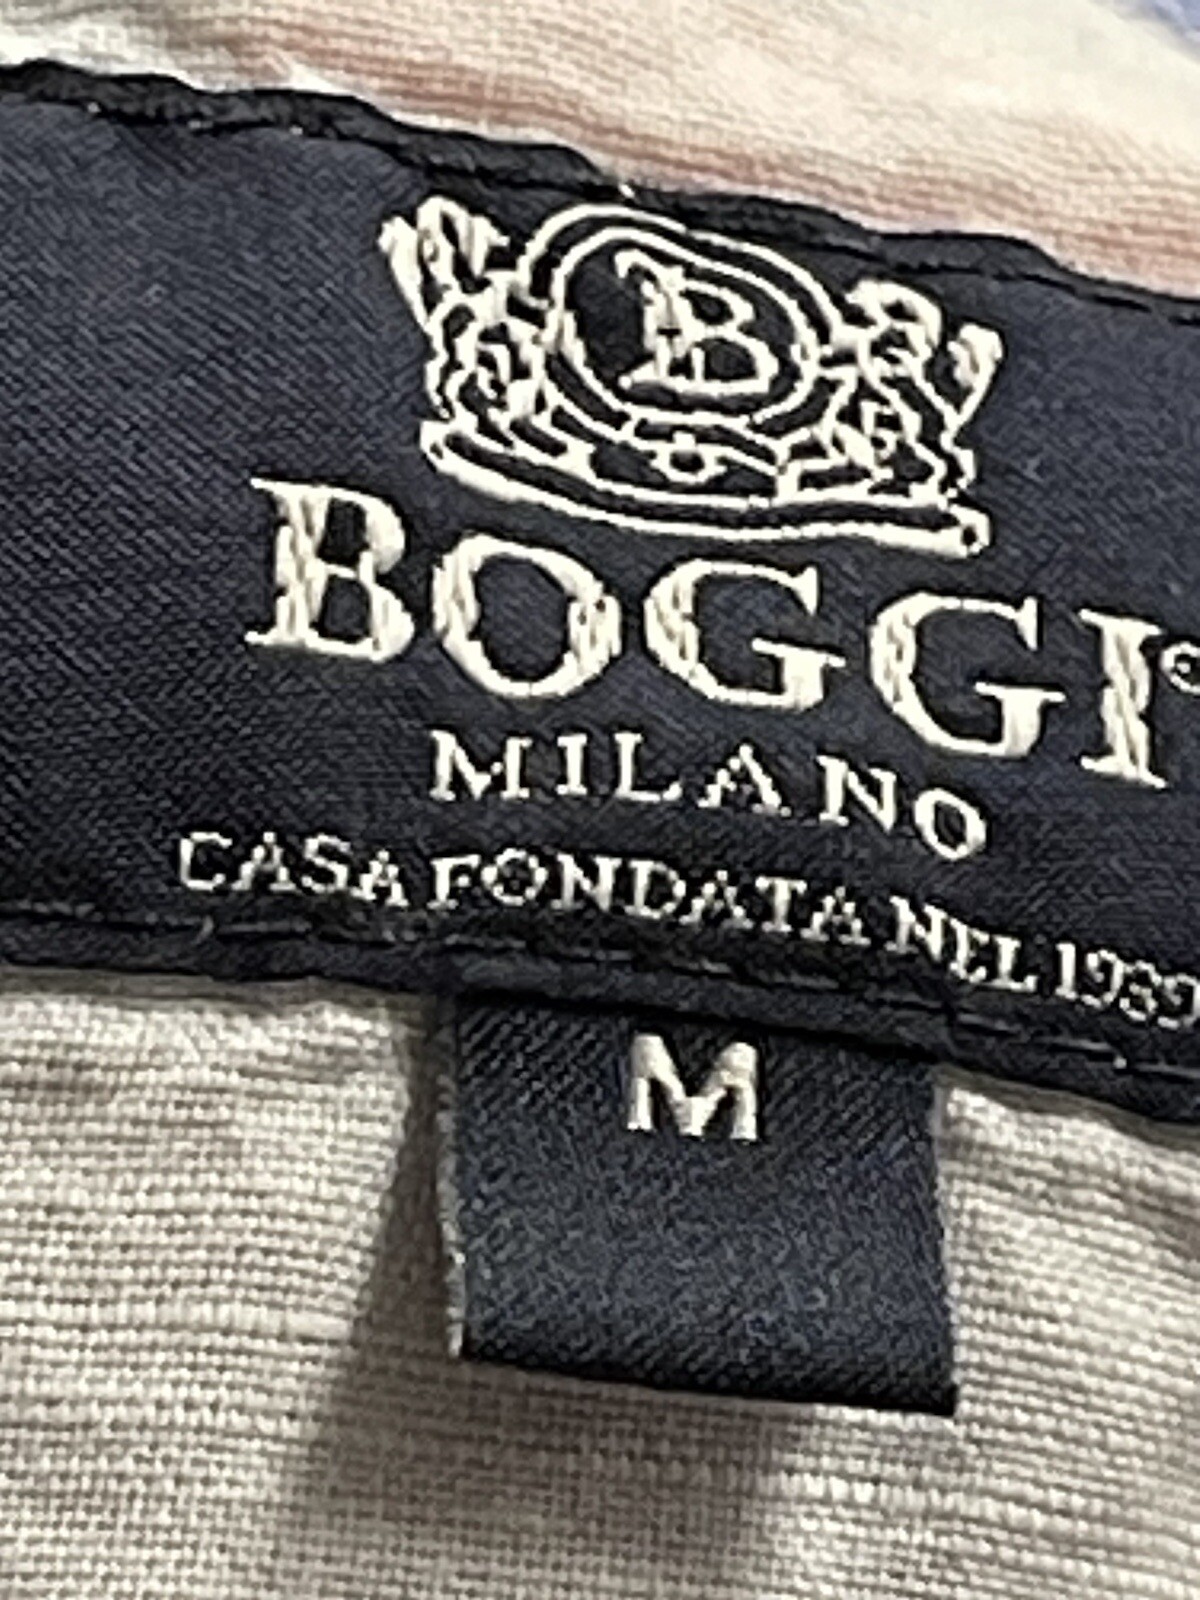 B
BOGGI®
MILANO
CASA FONDATA NEL 1939
M